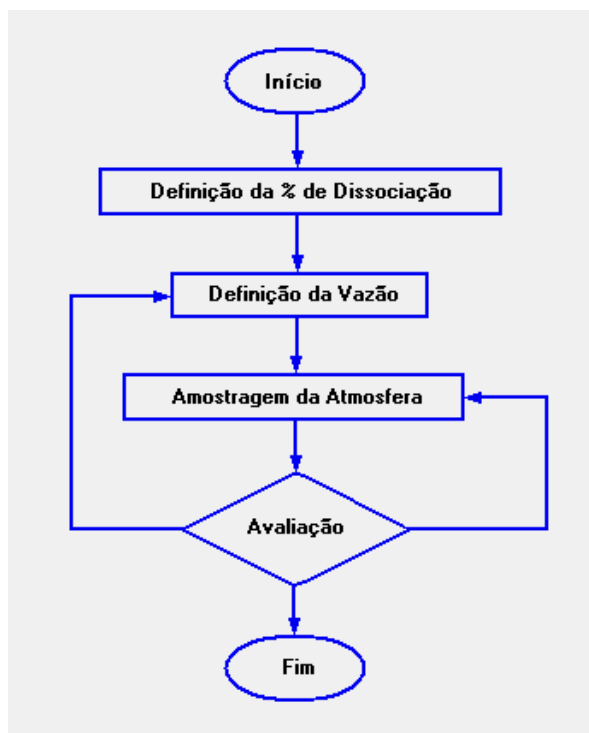 Início
Definição da % de Dissociação
Definição da Vazão
Amostragem da Atmosfera
Avaliação
Fim